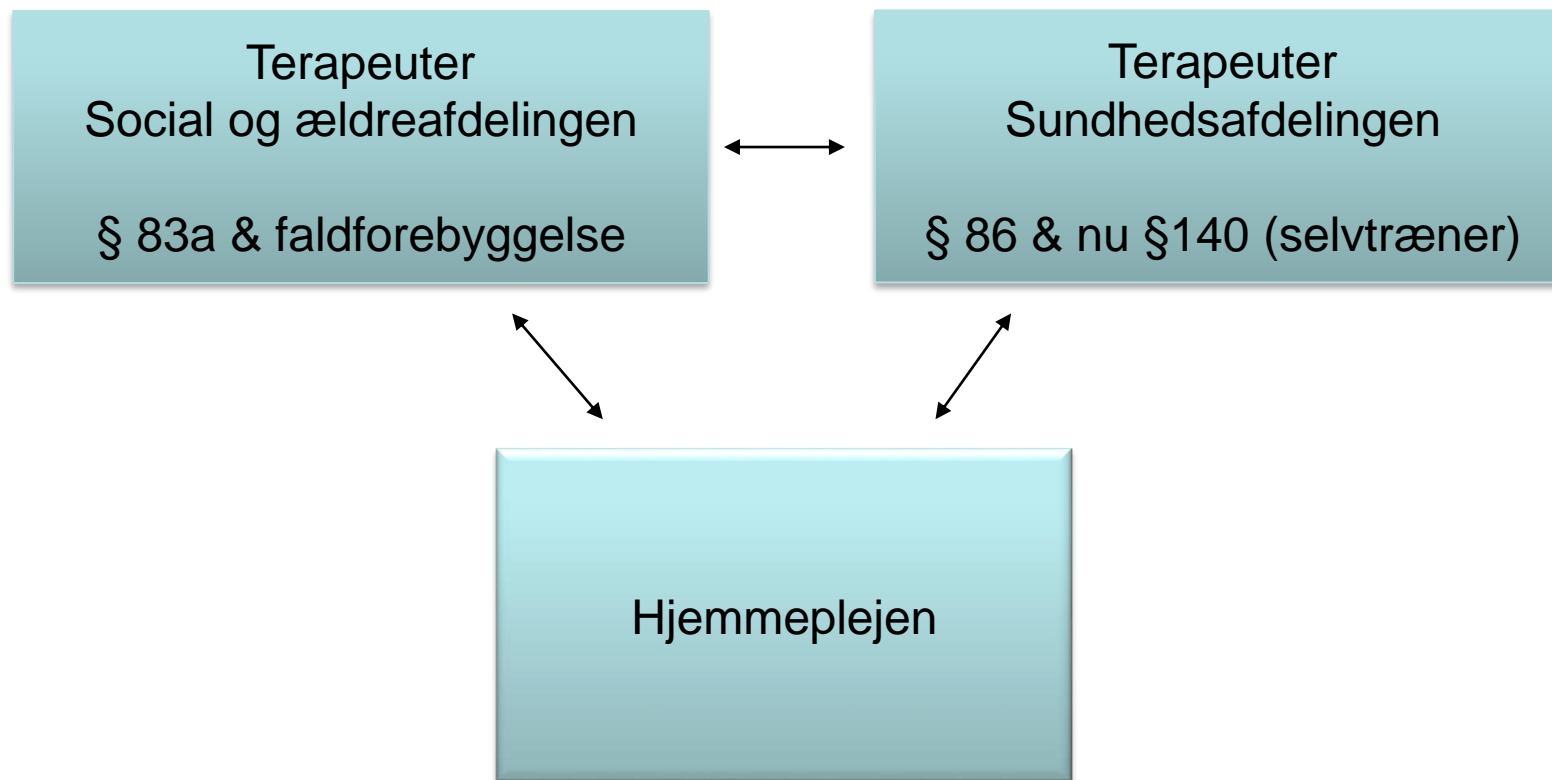 Terapeuter
Social og ældreafdelingen
§ 83a & faldforebyggelse
Terapeuter
Sundhedsafdelingen
§ 86 & nu §140 (selvtræner)
Hjemmeplejen